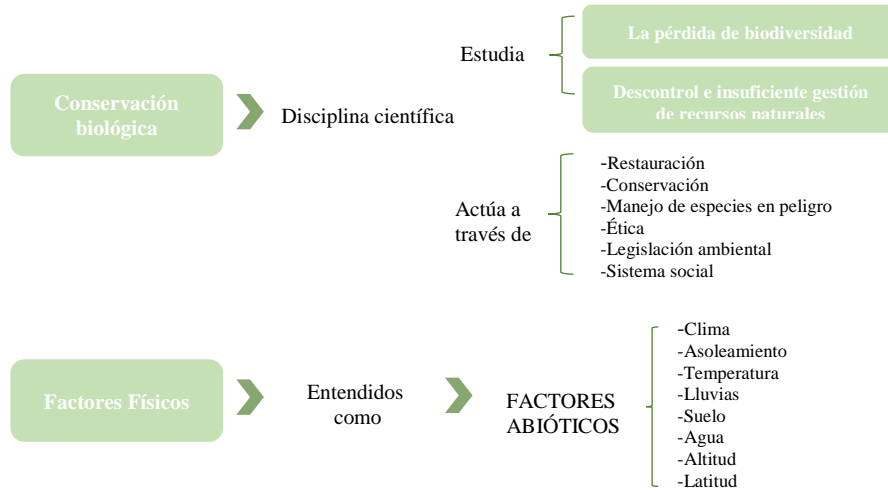 Conservación
biológica
Disciplina científica
Estudia
La pérdida de biodiversidad
Descontrol e insuficiente gestión
de recursos naturales
Actúa a
través de
-Restauración
-Conservación
-Manejo de especies en peligro
-Ética
-Legislación ambiental
-Sistema social
Factores Físicos
Entendidos
como
FACTORES
ABIÓTICOS
-Clima
-Asoleamiento
-Temperatura
-Lluvias
-Suelo
-Agua
-Altitud
-Latitud